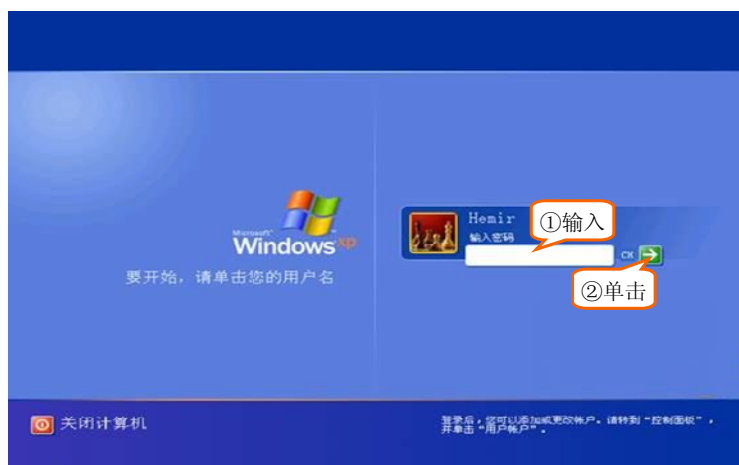 Microsoft
Windows xp
要开始，请单击您的用户名
Hemir
输入密码
①输入
CH
②单击
关闭计算机
登录后，您可以添加或更改帐户。请转到“控制面板”，
并单击“用户帐户”。